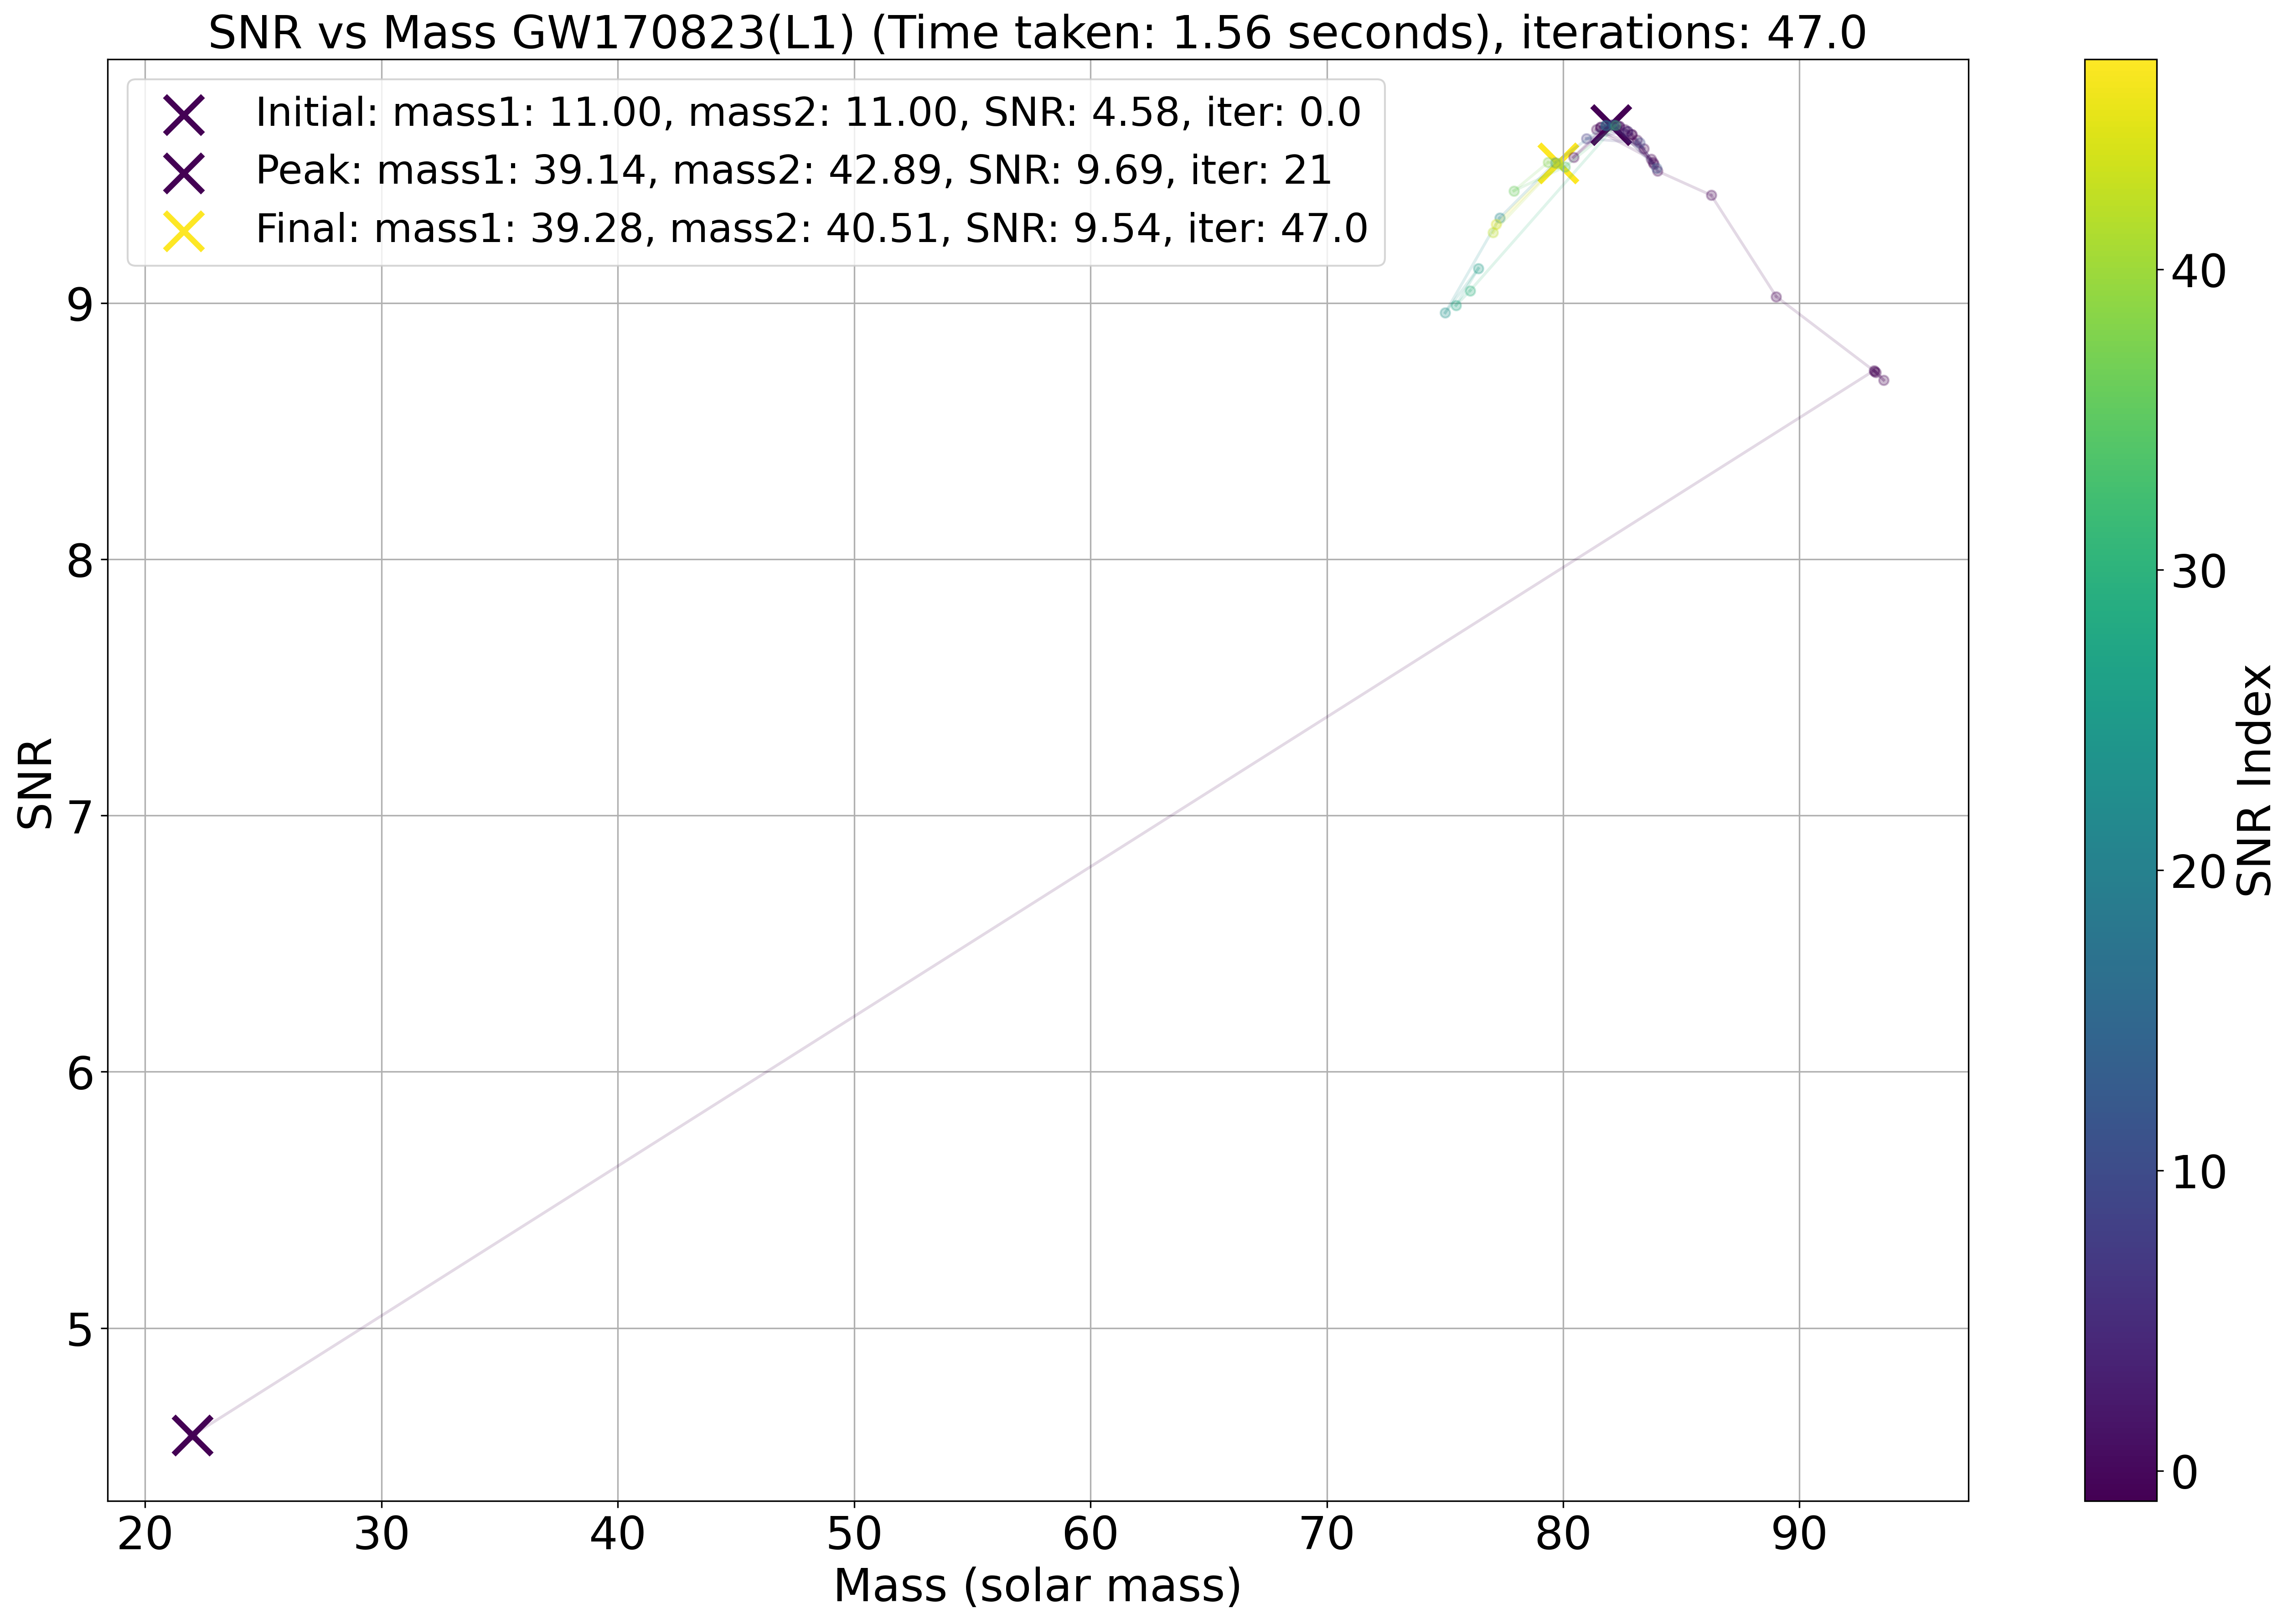 SNR vs Mass GW170823(L1) (Time taken: 1.56 seconds), iterations: 47.0
Initial: mass1: 11.00, mass2: 11.00, SNR: 4.58, iter: 0.0
Peak: mass1: 39.14, mass2: 42.89, SNR: 9.69, iter: 21
Final: mass1: 39.28, mass2: 40.51, SNR: 9.54, iter: 47.0
9
8
7
6
5
SNR
20 30 40 50 60 70 80 90
Mass (solar mass)
40
30
20
10
0
SNR Index